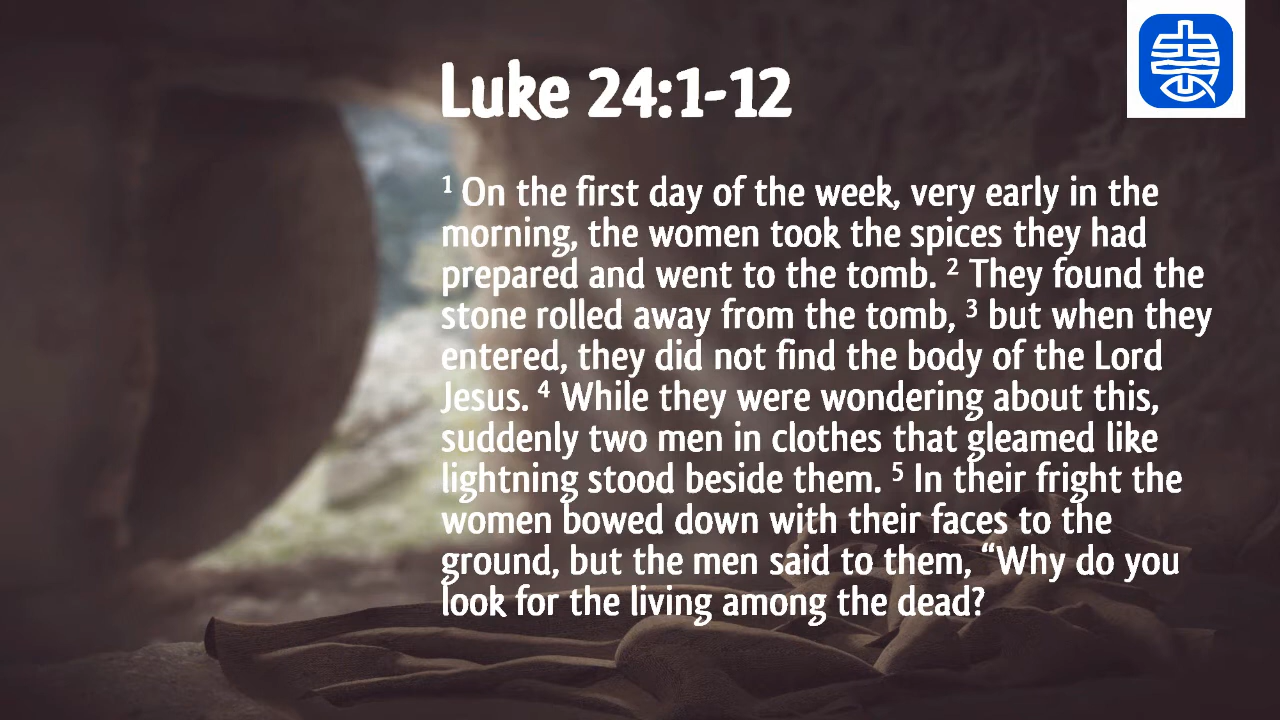 Luke 24:1-12
¹ On the first day of the week, very early in the
morning, the women took the spices they had
prepared and went to the tomb. ² They found the
stone rolled away from the tomb, ³ but when they
entered, they did not find the body of the Lord
Jesus. ⁴ While they were wondering about this,
suddenly two men in clothes that gleamed like
lightning stood beside them. ⁵ In their fright the
women bowed down with their faces to the
ground, but the men said to them, “Why do you
look for the living among the dead?